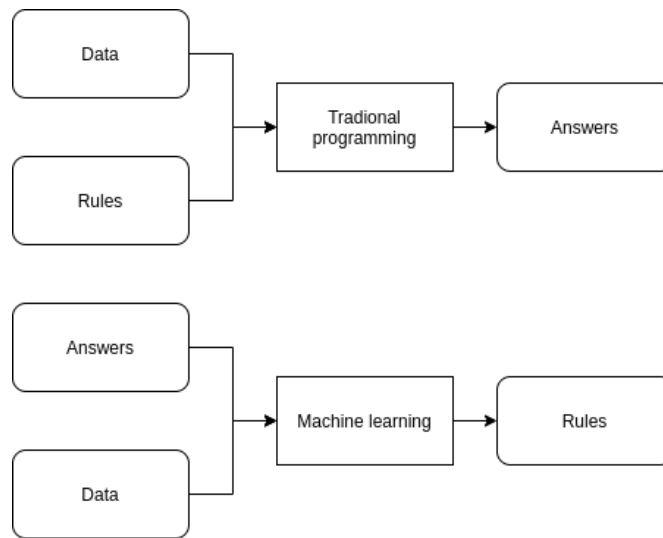 Data
Rules
Tradional
programming
Answers
Answers
Data
Machine learning
Rules